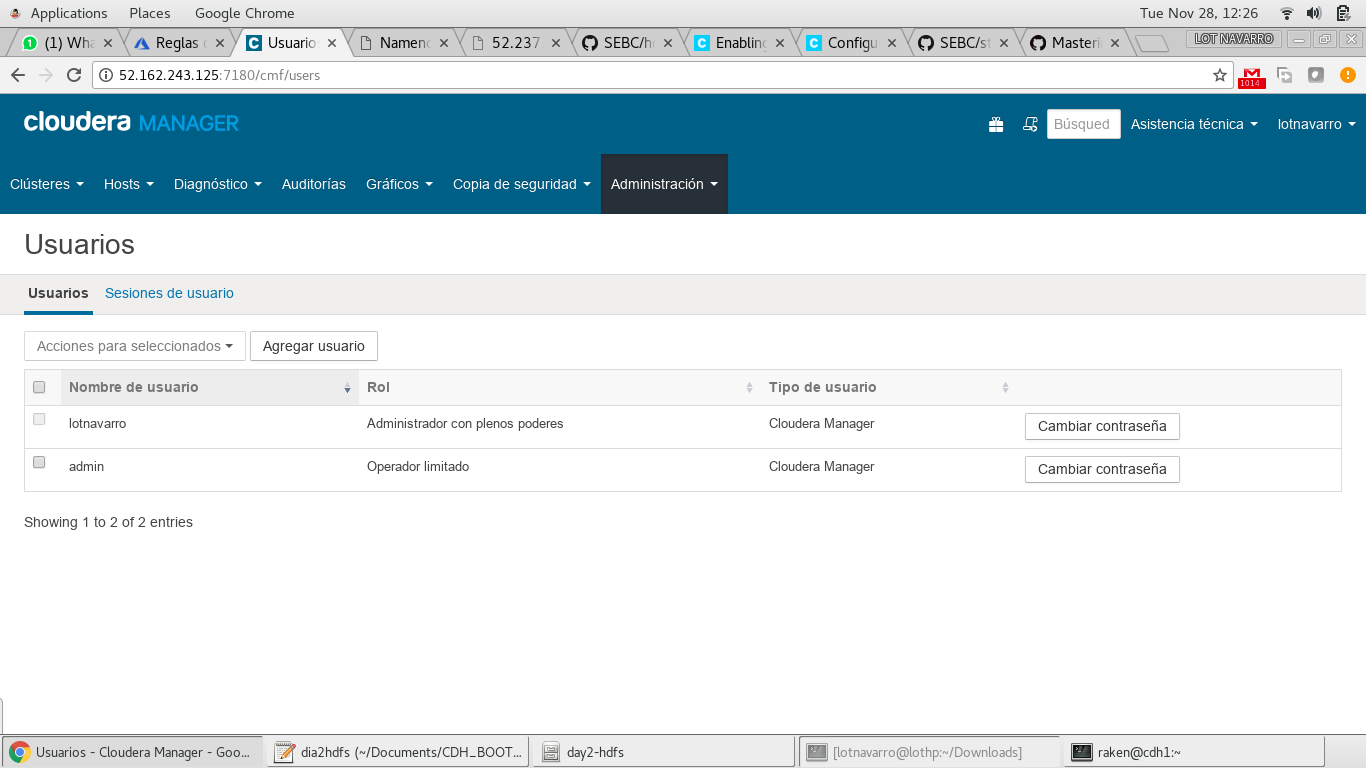 Applications Places Google Chrome Tue Nov 28, 12:26
(1) Wha Reglas Usuario Namen 52.237. SEBC/h Enabling Configu SEBC/s Master LOT NAVARRO
52.162.243.125:7180/cmf/users 1014
cloudera MANAGER Búsqued Asistencia técnica lotnavarro
Clústeres Hosts Diagnóstico Auditorías Gráficos Copia de seguridad Administración
Usuarios
Usuarios Sesiones de usuario
Acciones para seleccionados Agregar usuario
Nombre de usuario Rol Tipo de usuario
lotnavarro Administrador con plenos poderes Cloudera Manager Cambiar contraseña
admin Operador limitado Cloudera Manager Cambiar contraseña
Showing 1 to 2 of 2 entries
Usuarios - Cloudera Manager - Goo... dia2hdfs (~/Documents/CDH_BOOT... day2-hdfs [lotnavarro@lothp:~/Downloads] raken@cdh1:~